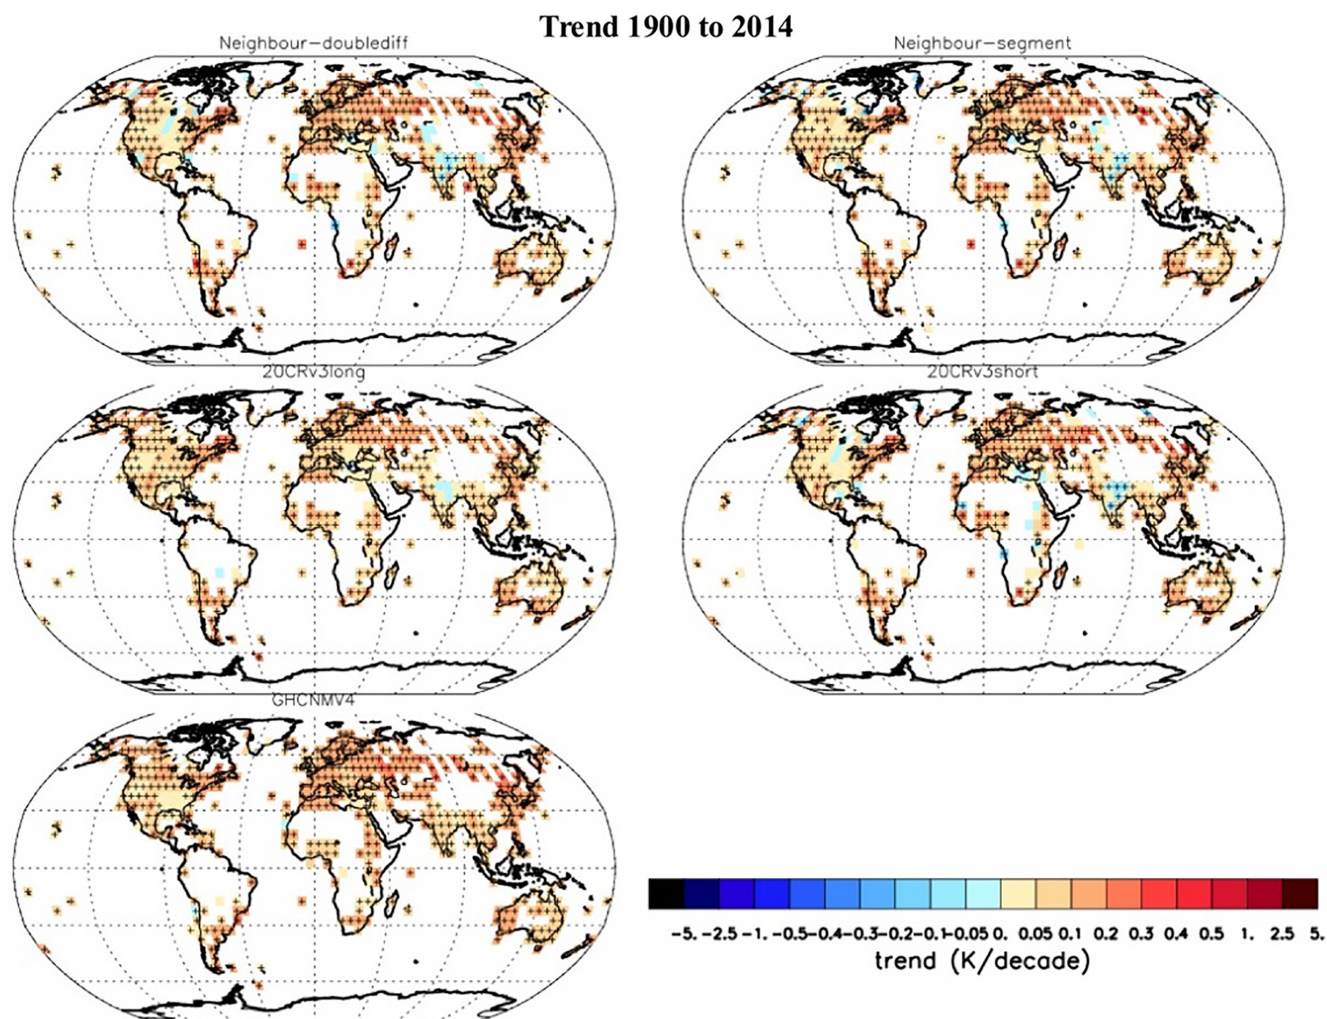 Trend 1900 to 2014
Neighbour-doublediff
Neighbour-segment
20CRv3long
20CRv3short
GHCNMV4
-5. -2.5 -1. -0.5-0.4-0.3-0.2-0.1-0.05 0. 0.05 0.1 0.2 0.3 0.4 0.5 1. 2.5 5.
trend (K/decade)